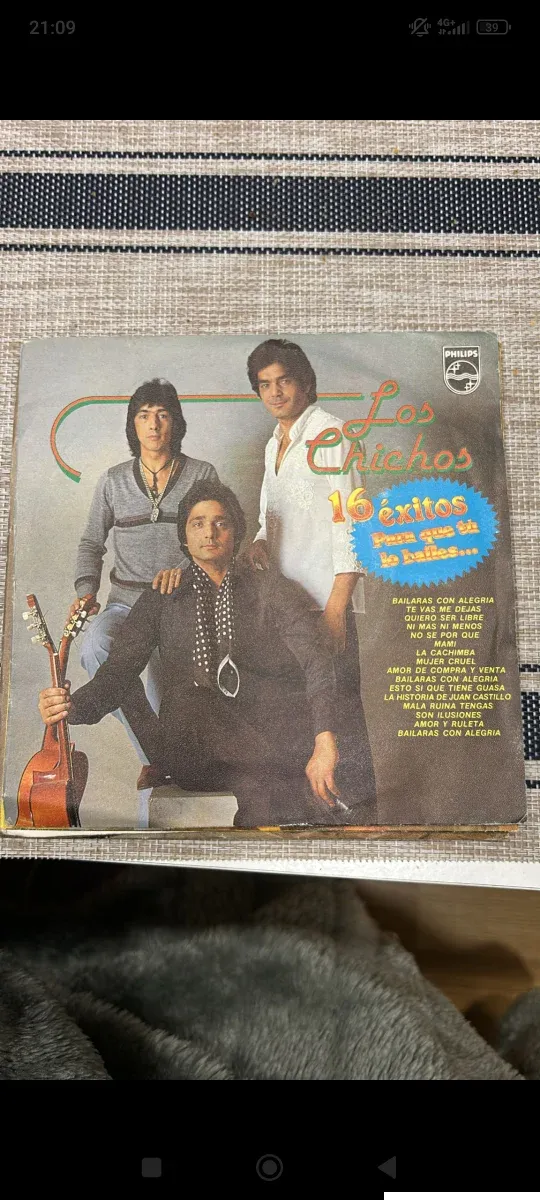 21:09
4G+
39
PHILIPS
Los
Chichos
16 éxitos
Para que tú
lo bailes...
BAILARAS CON ALEGRIA
TE VAS ME DEJAS
QUIERO SER LIBRE
NI MAS NI MENOS
NO SE POR QUE
MAMI
LA CACHIMBA
MUJER CRUEL
AMOR DE COMPRA Y VENTA
BAILARAS CON ALEGRIA
ESTO SI QUE TIENE GUASA
LA HISTORIA DE JUAN CASTILLO
MALA RUINA TENGAS
SON ILUSIONES
AMOR Y RULETA
BAILARAS CON ALEGRIA